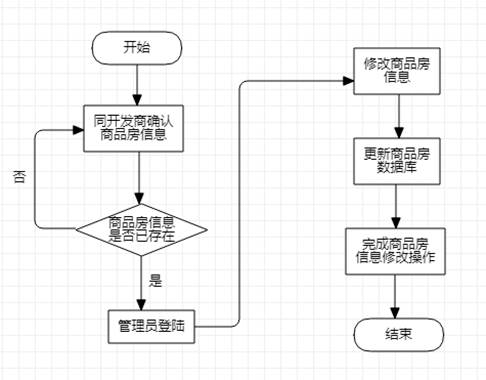 开始
同开发商确认
商品房信息
商品房信息
是否已存在
否
是
管理员登陆
修改商品房
信息
更新商品房
数据库
完成商品房
信息修改操作
结束